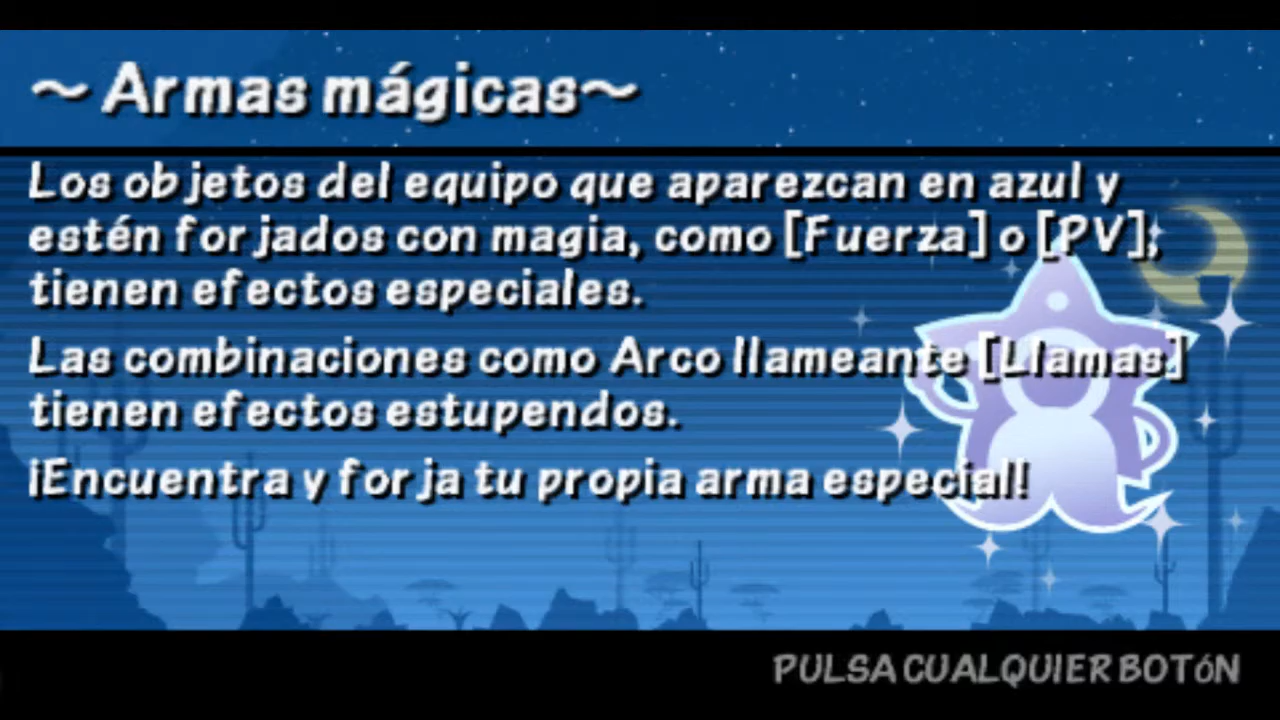 ～Armas mágicas～
Los objetos del equipo que aparezcan en azul y
estén forjados con magia, como [Fuerza] o [PV],
tienen efectos especiales.
Las combinaciones como Arco llameante [Llamas]
tienen efectos estupendos.
¡Encuentra y forja tu propia arma especial!
PULSA CUALQUIER BOTóN